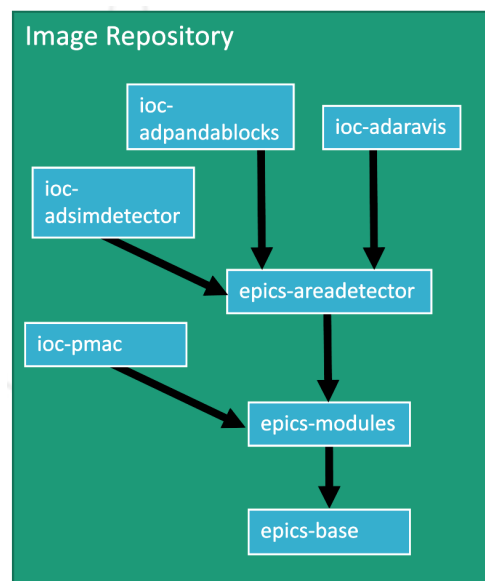 Image Repository
ioc-
adpandablocks
ioc-adaravis
ioc-
adsimdetector
epics-areadetector
ioc-pmac
epics-modules
epics-base